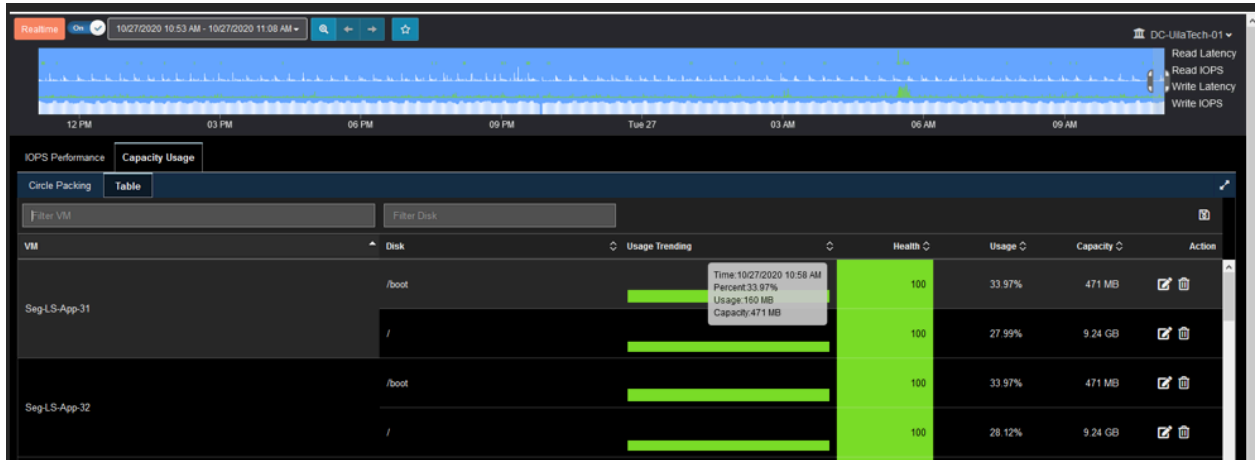 Realtime On 10/27/2020 10:53 AM - 10/27/2020 11:08 AM
DC-UilaTech-01
Read Latency
Read IOPS
Write Latency
Write IOPS
12 PM 03 PM 06 PM 09 PM Tue 27 03 AM 06 AM 09 AM
IOPS Performance Capacity Usage
Circle Packing Table
Filter VM Filter Disk
VM Disk Usage Trending Health Usage Capacity Action
Seg-LS-App-31
/boot 100 33.97% 471 MB
Time:10/27/2020 10:58 AM
Percent:33.97%
Usage:160 MB
Capacity:471 MB
/ 100 27.99% 9.24 GB
Seg-LS-App-32
/boot 100 33.97% 471 MB
/ 100 28.12% 9.24 GB